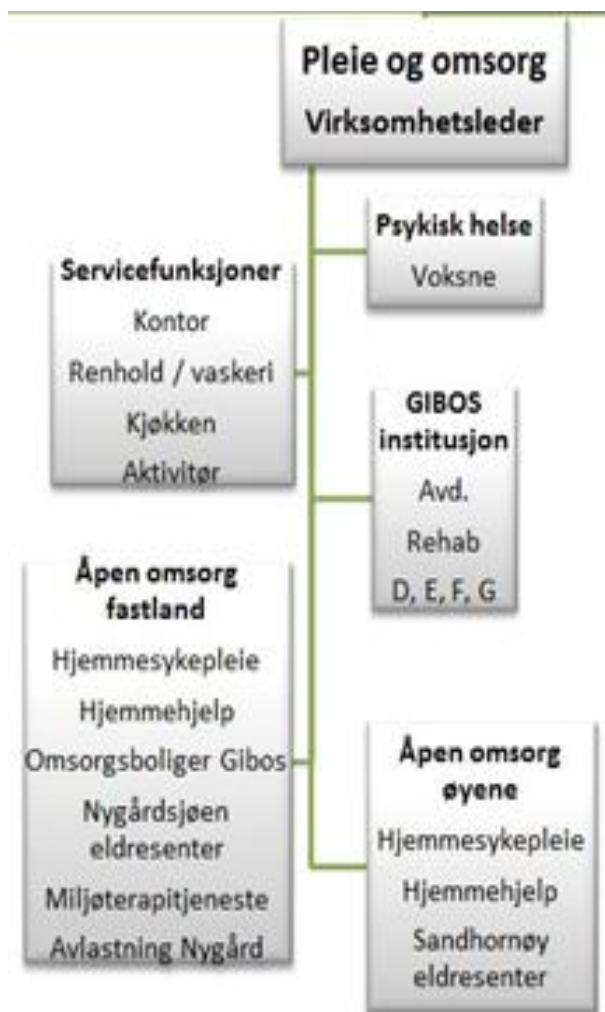 Pleie og omsorg
Virksomhetsleder
Psykisk helse
Voksne
Servicefunksjoner
Kontor
Renhold / vaskeri
Kjøkken
Aktivitør
GIBOS
institusjon
Avd.
Rehab
D, E, F, G
Åpen omsorg
fastland
Hjemmesykepleie
Hjemmehjelp
Omsorgsboliger Gibos
Nygårdsjøen
eldresenter
Miljøterapitjeneste
Avlastning Nygård
Åpen omsorg
øyene
Hjemmesykepleie
Hjemmehjelp
Sandhornøy
eldresenter